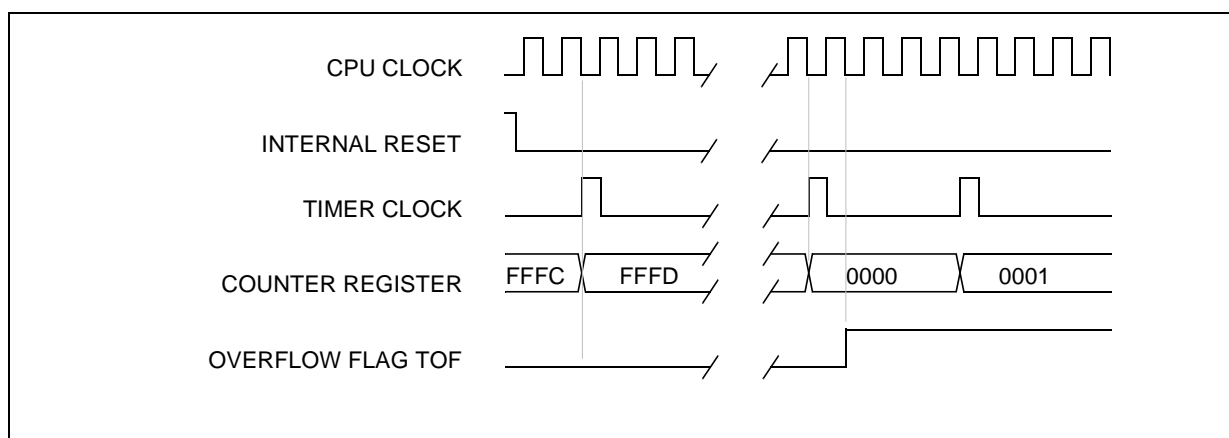 CPU CLOCK
INTERNAL RESET
TIMER CLOCK
COUNTER REGISTER FFFC FFFD 0000 0001
OVERFLOW FLAG TOF